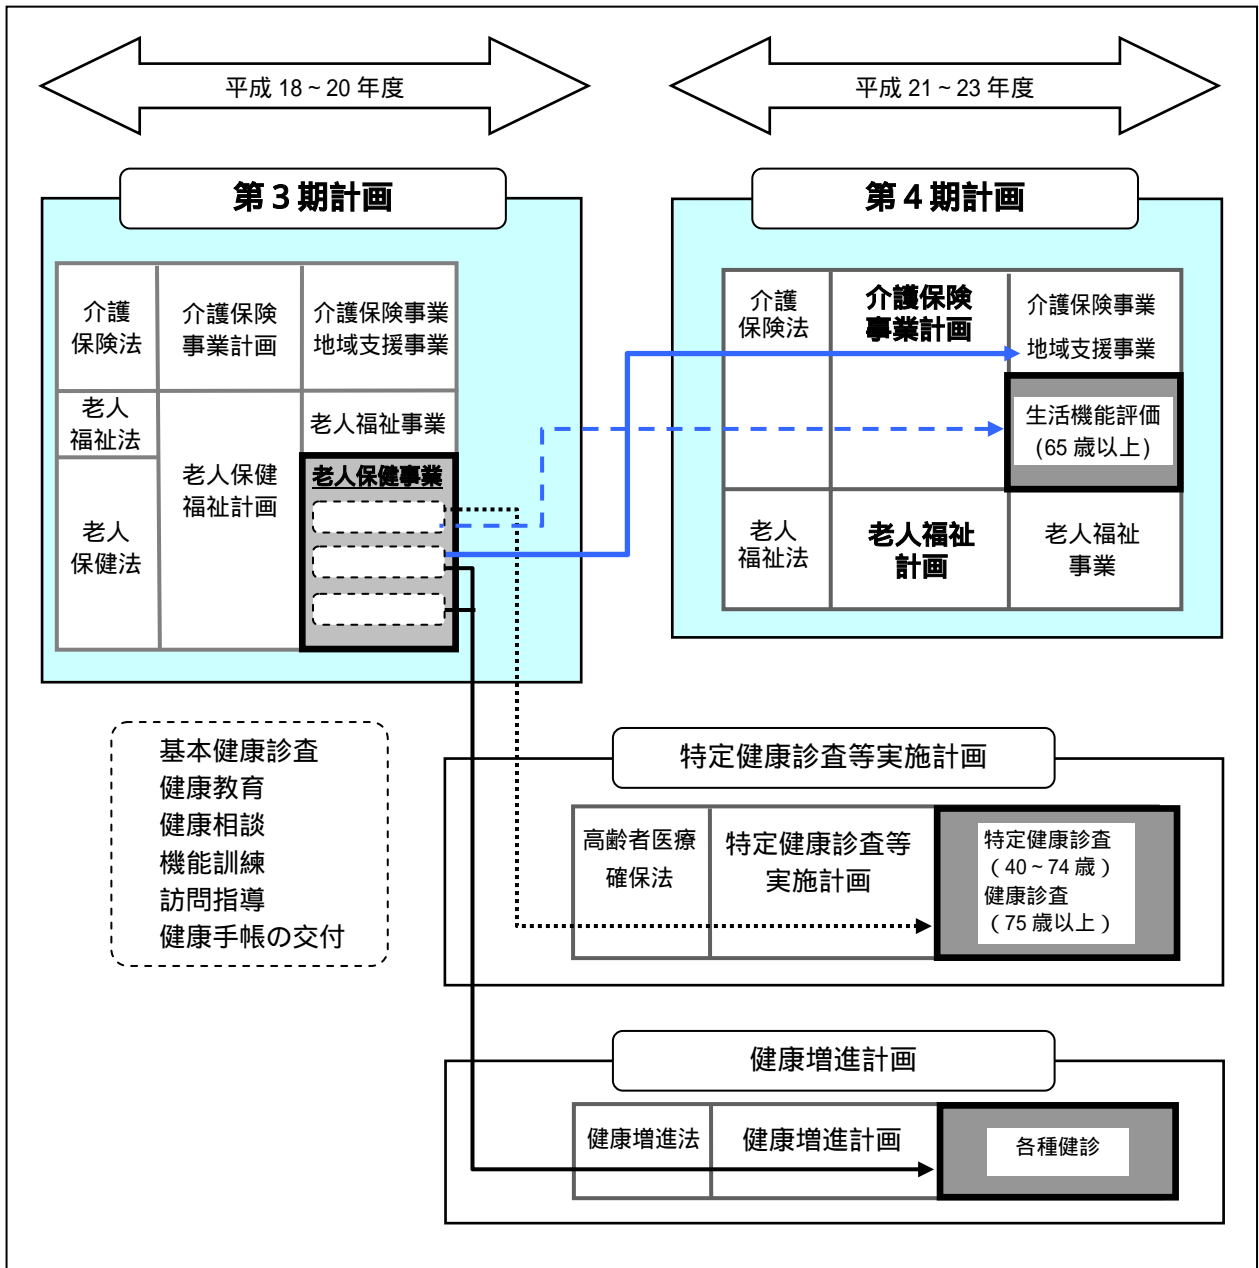 平成 18～20 年度
平成 21～23 年度
第３期計画
介護
保険法
介護保険
事業計画
介護保険事業
地域支援事業
老人
福祉法
老人福祉事業
老人保健
福祉計画
老人
保健法
老人保健事業
第４期計画
介護
保険法
介護保険
事業計画
介護保険事業
地域支援事業
生活機能評価
(65 歳以上)
老人
福祉法
老人福祉
計画
老人福祉
事業
基本健康診査
健康教育
健康相談
機能訓練
訪問指導
健康手帳の交付
特定健康診査等実施計画
高齢者医療
確保法
特定健康診査等
実施計画
特定健康診査
（40～74 歳）
健康診査
（75 歳以上）
健康増進計画
健康増進法
健康増進計画
各種健診